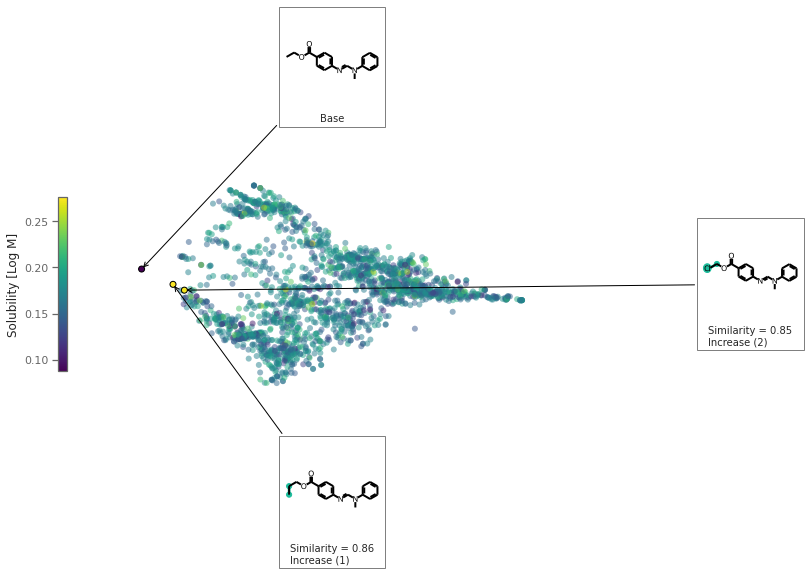 O
O
N
N
Base
0.25
0.20
0.15
0.10
Solubility [Log M]
O
O
N
N
Similarity = 0.85
Increase (2)
O
O
N
N
Similarity = 0.86
Increase (1)